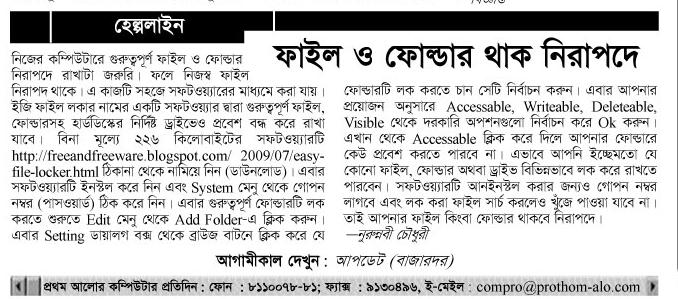 হেল্পলাইন
ফাইল ও ফোল্ডার থাক নিরাপদে
নিজের কম্পিউটারে গুরুত্বপূর্ণ ফাইল ও ফোল্ডার
নিরাপদে রাখাটা জরুরি। ফলে নিজস্ব ফাইল
নিরাপদ থাকে। এ কাজটি সহজে সফটওয়্যারের মাধ্যমে করা যায়।
ইজি ফাইল লকার নামের একটি সফটওয়্যার দ্বারা গুরুত্বপূর্ণ ফাইল,
ফোল্ডারসহ হার্ডডিস্কের নির্দিষ্ট ড্রাইভেও প্রবেশ বন্ধ করে রাখা
যাবে। বিনা মূল্যে ২২৬ কিলোবাইটের সফটওয়্যারটি
http://freeandfreeware.blogspot.com/ 2009/07/easy-
file-locker.html ঠিকানা থেকে নামিয়ে নিন (ডাউনলোড)। এবার
সফটওয়্যারটি ইনস্টল করে নিন এবং System মেনু থেকে গোপন
নম্বর (পাসওয়ার্ড) ঠিক করে নিন। এবার গুরুত্বপূর্ণ ফোল্ডারটি লক
করতে শুরুতে Edit মেনু থেকে Add Folder-এ ক্লিক করুন।
এবার Setting ডায়ালগ বক্স থেকে ব্রাউজ বাটনে ক্লিক করে যে
ফোল্ডারটি লক করতে চান সেটি নির্বাচন করুন। এবার আপনার
প্রয়োজন অনুসারে Accessable, Writeable, Deleteable,
Visible থেকে দরকারি অপশনগুলো নির্বাচন করে Ok করুন।
এখান থেকে Accessable ক্লিক করে দিলে আপনার ফোল্ডারে
কেউ প্রবেশ করতে পারবে না। এভাবে আপনি ইচ্ছেমতো যে
কোনো ফাইল, ফোল্ডার অথবা ড্রাইভ বিভিন্নভাবে লক করে রাখতে
পারবেন। সফটওয়্যারটি আনইনস্টল করার জন্যও গোপন নম্বর
লাগবে এবং লক করা ফাইল সার্চ করলেও খুঁজে পাওয়া যাবে না।
তাই আপনার ফাইল কিংবা ফোল্ডার থাকবে নিরাপদে।
—নুরুন্নবী চৌধুরী
আগামীকাল দেখুন : আপডেট (বাজারদর)
প্রথম আলোর কম্পিউটার প্রতিদিন : ফোন : ৮১১০০৭৮-৮১; ফ্যাক্স : ৯১৩০৪৯৬, ই-মেইল : compro@prothom-alo.com